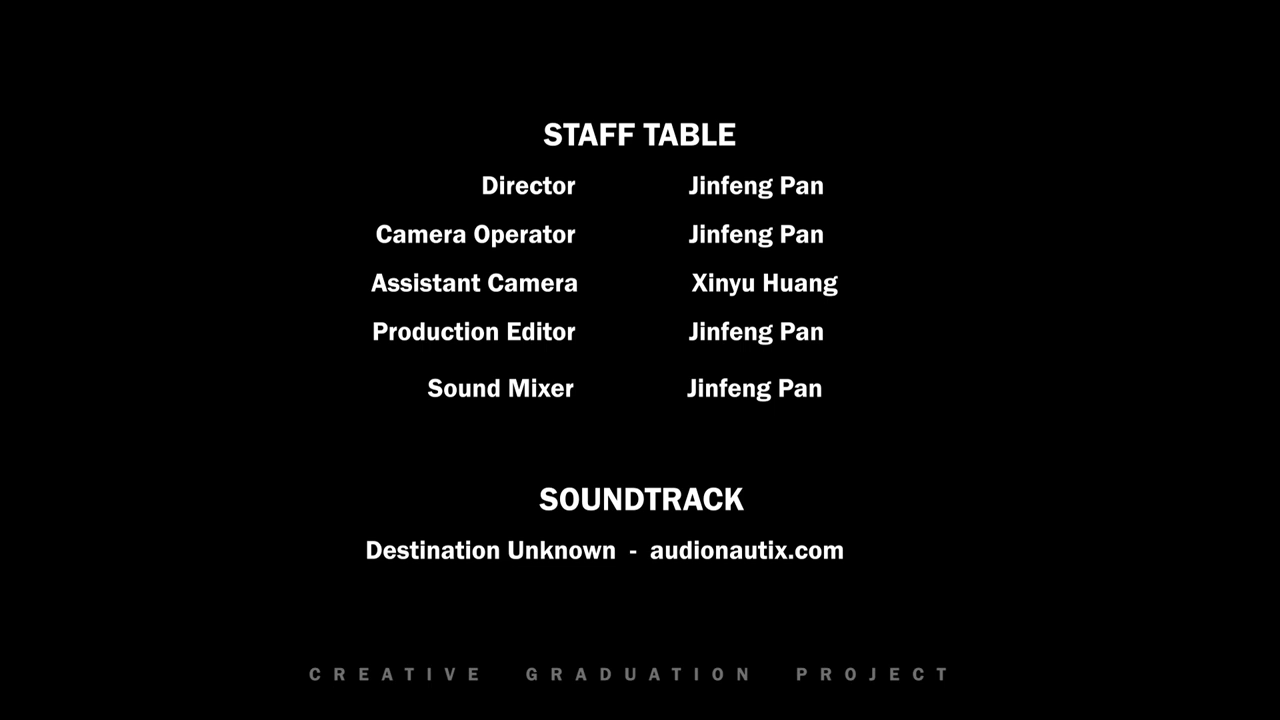 STAFF TABLE
Director Jinfeng Pan
Camera Operator Jinfeng Pan
Assistant Camera Xinyu Huang
Production Editor Jinfeng Pan
Sound Mixer Jinfeng Pan
SOUNDTRACK
Destination Unknown - audionautix.com
CREATIVE GRADUATION PROJECT